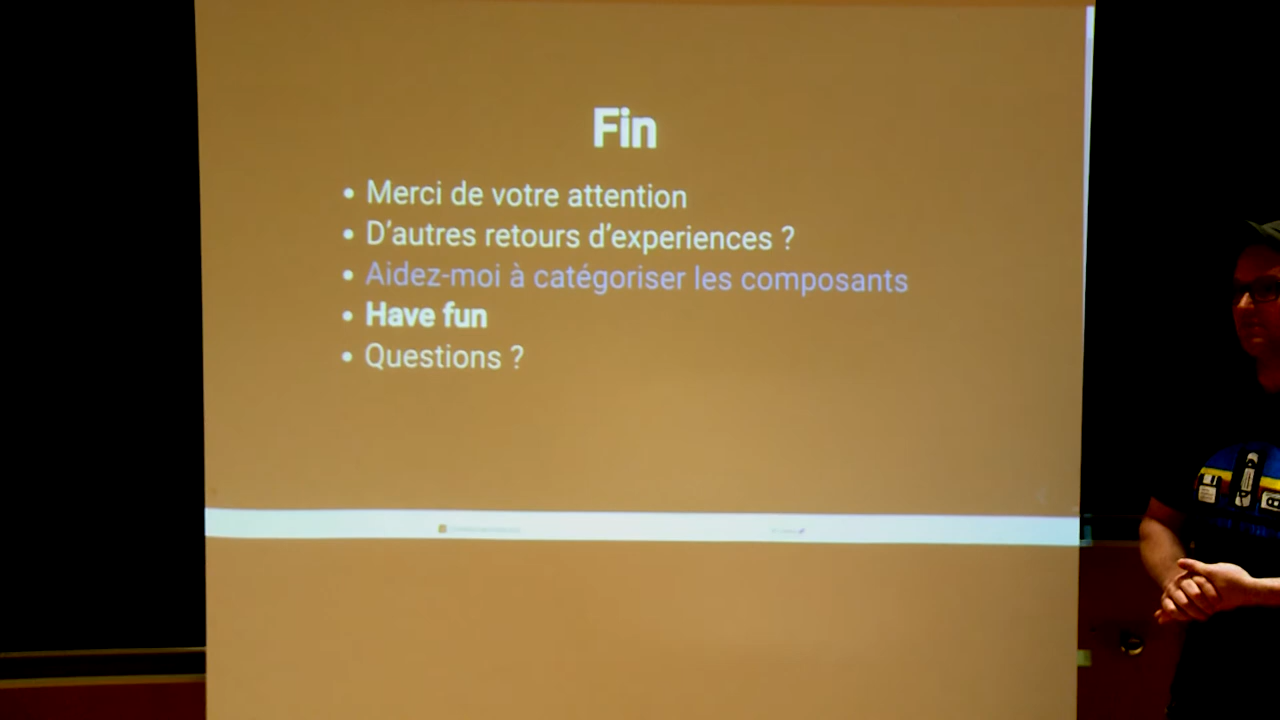 Fin
Merci de votre attention
D'autres retours d'experiences ?
Aidez-moi à catégoriser les composants
Have fun
Questions ?